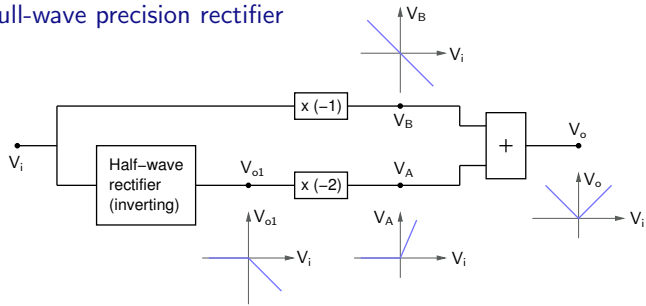 ull-wave precision rectifier
V_B
V_i
x (−1)
V_B
V_i
Half−wave
rectifier
(inverting)
V_o1
x (−2)
V_A
+
V_o
V_o1
V_i
V_A
V_i
V_o
V_i